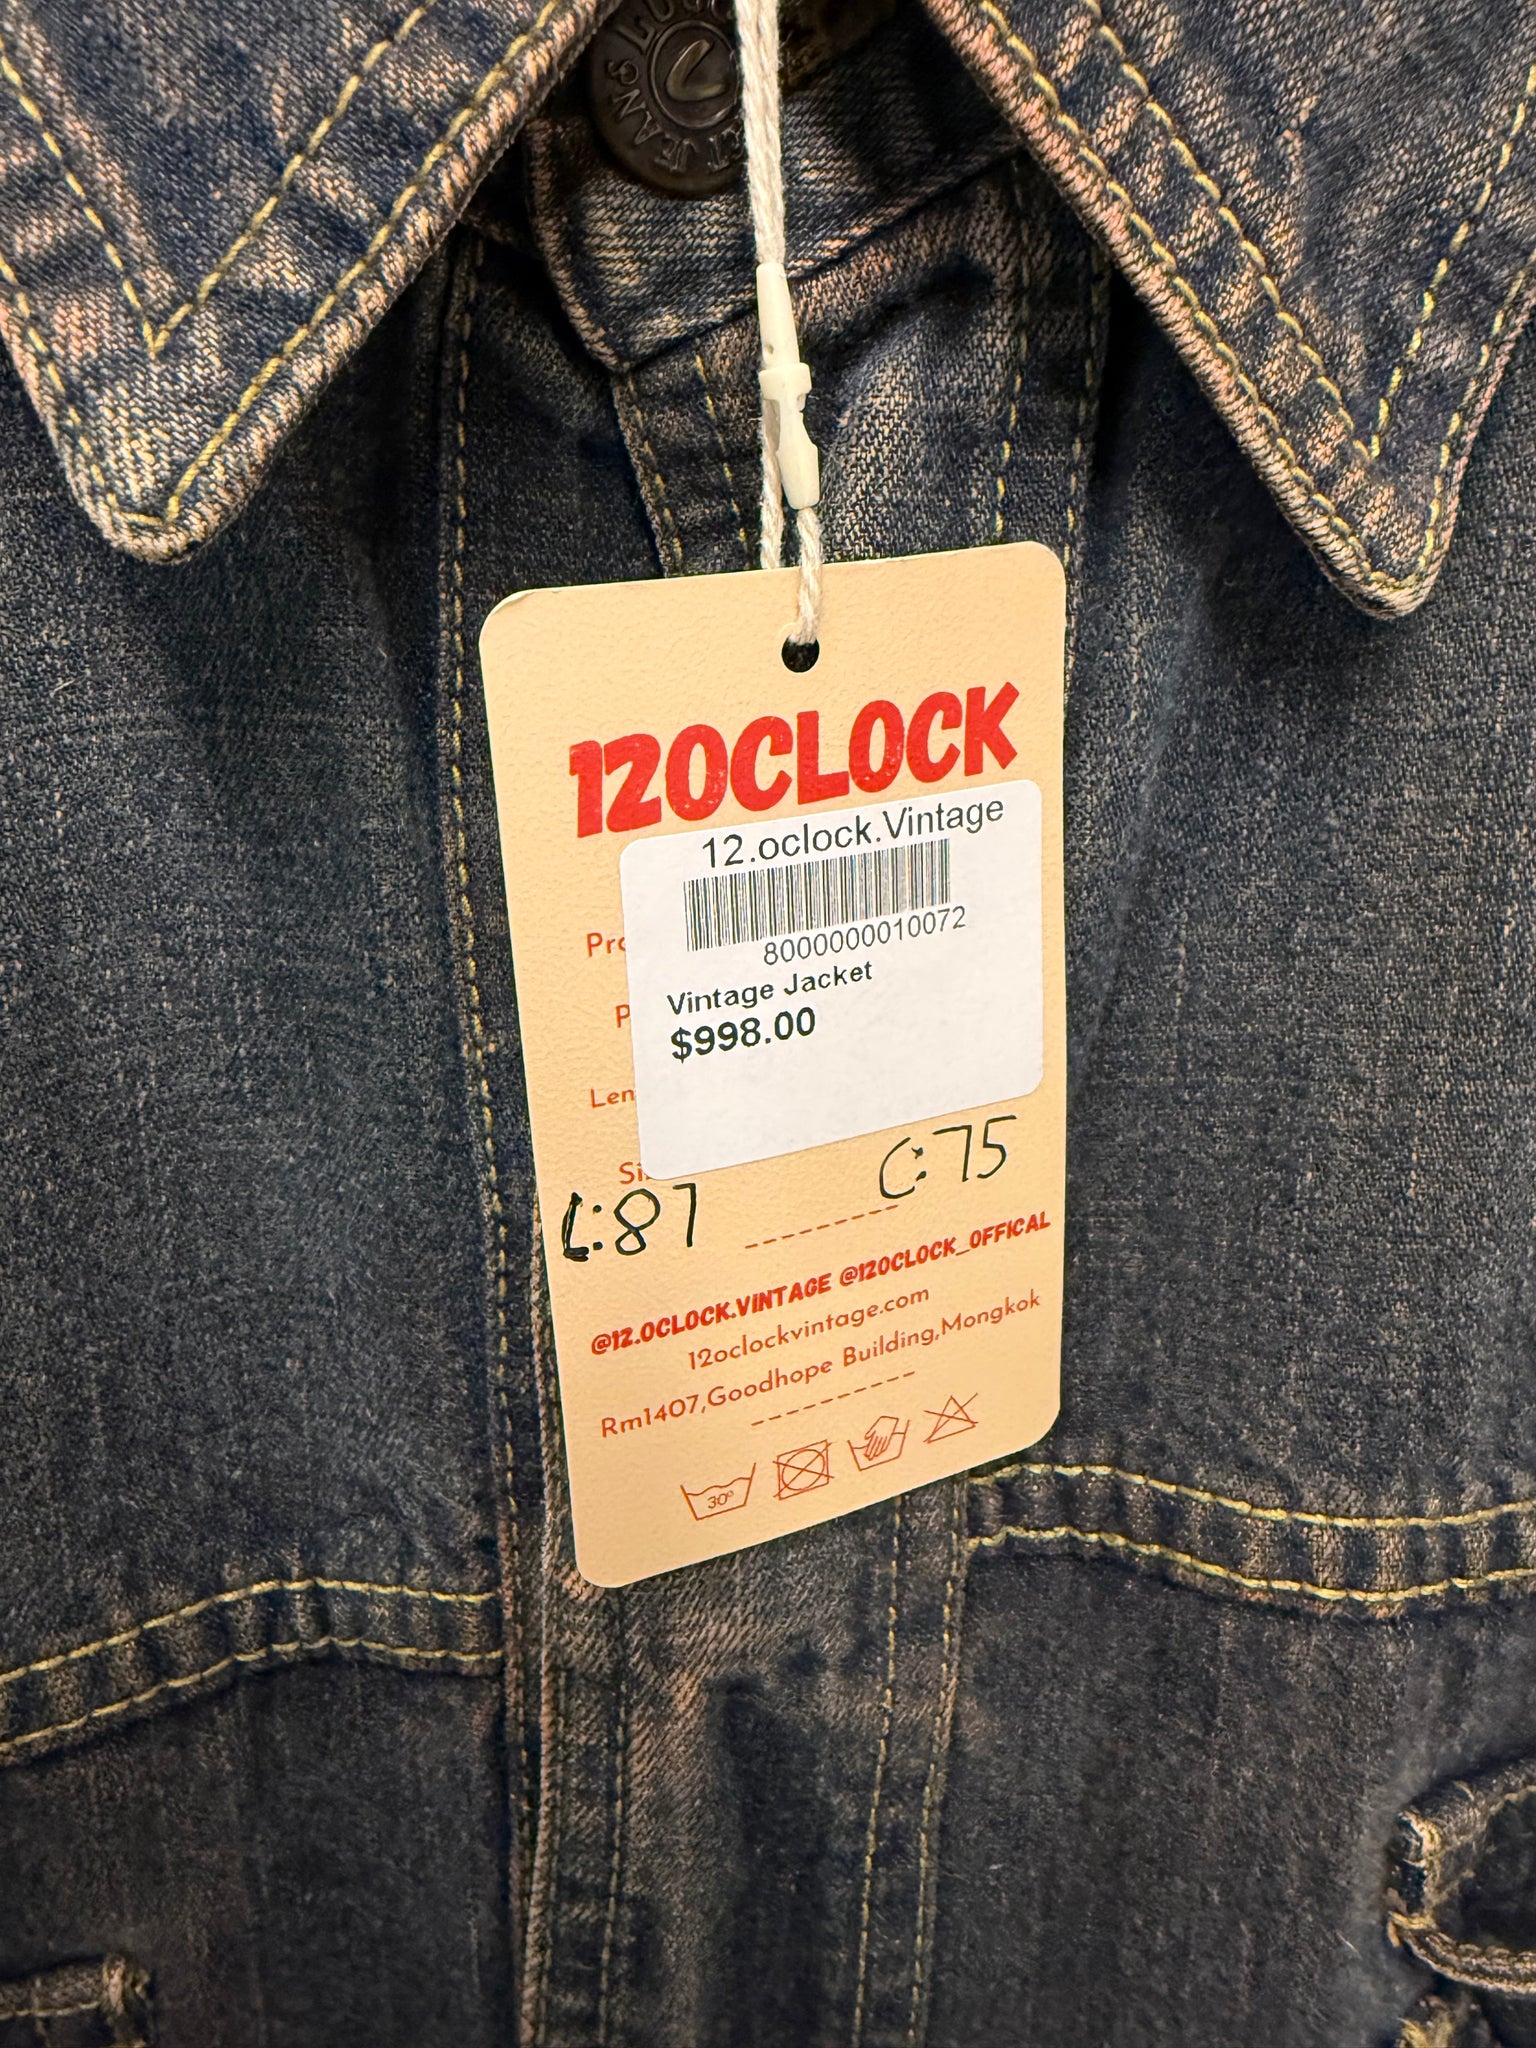 JEANS
12OCLOCK
12.oclock.Vintage
8000000010072
Vintage Jacket
$998.00
C:75
L:87
@12.OCLOCK.VINTAGE @12OCLOCK_OFFICAL
12oclockvintage.com
Rm1407,Goodhope Building,Mongkok
30°